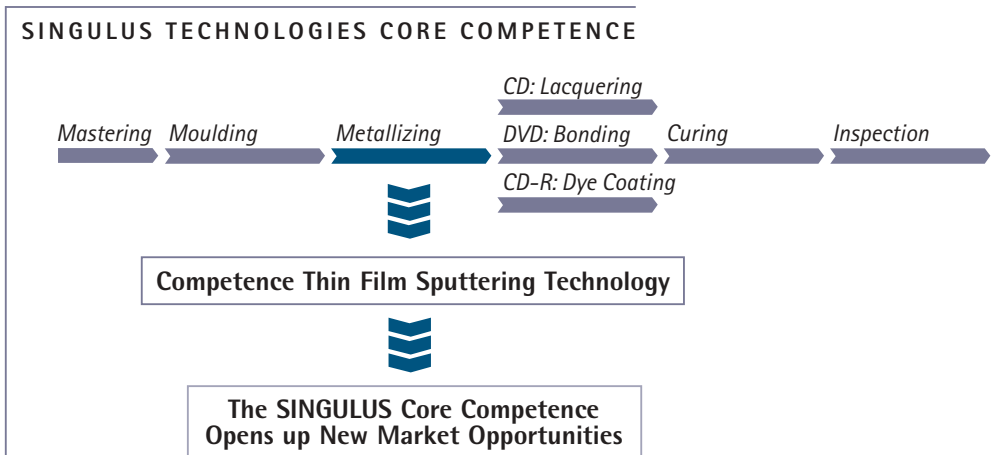 SINGULUS TECHNOLOGIES CORE COMPETENCE
CD: Lacquering
Mastering Moulding Metallizing DVD: Bonding Curing Inspection
CD-R: Dye Coating
Competence Thin Film Sputtering Technology
The SINGULUS Core Competence
Opens up New Market Opportunities